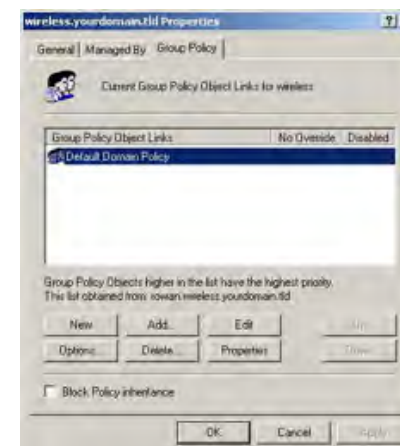 wireless.yourdomain.tld Properties
General Managed By Group Policy
Current Group Policy Object Links for wireless
Group Policy Object Links No Override Disabled
Default Domain Policy
Group Policy Objects higher in the list have the highest priority.
This list obtained from: rowan.wireless.yourdomain.tld
New Add... Edit Up
Options... Delete... Properties Down
Block Policy inheritance
OK Cancel Apply